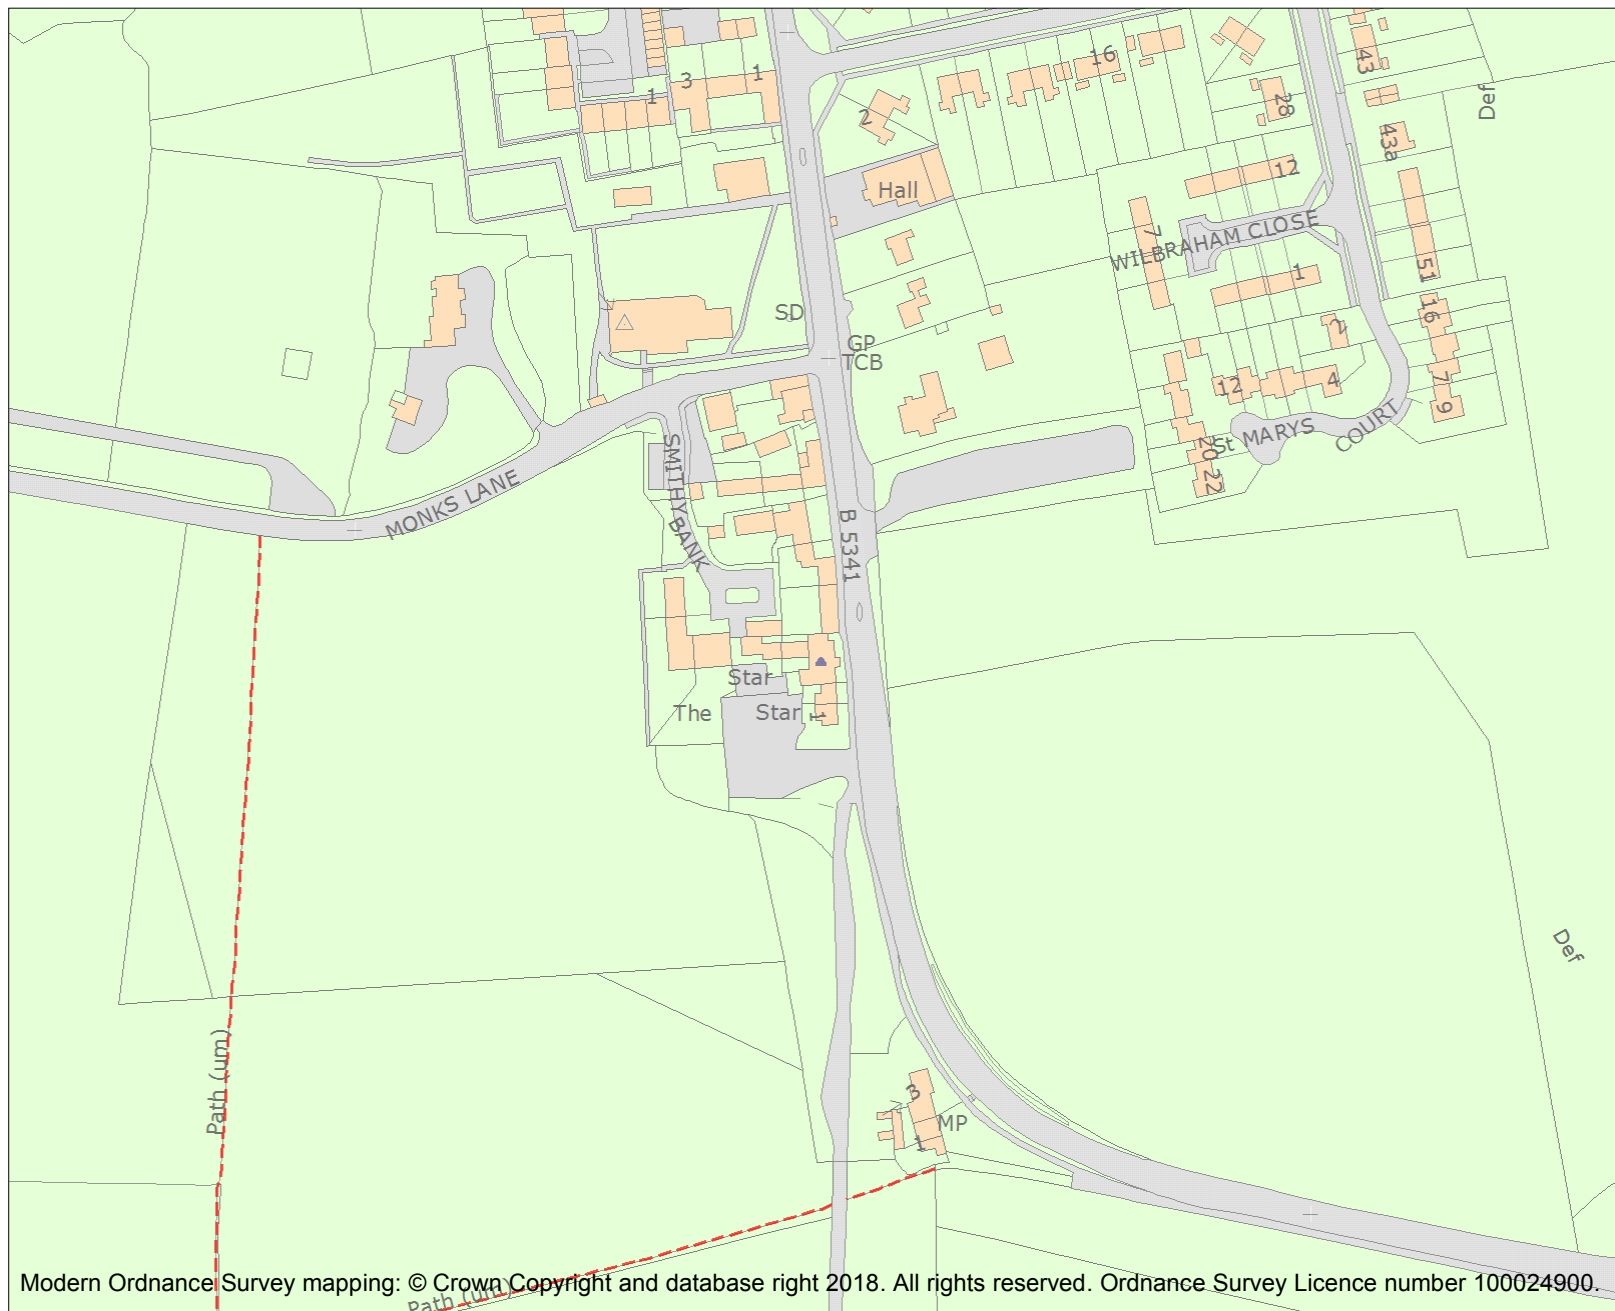 16
43
3
1
1
28
Def
2
43a
12
Hall
7
WILBRAHAM CLOSE
51
1
SD
16
2
GP
TCB
4
12
7
9
St MARYS COURT
20
22
MONKS LANE
SMITHY BANK
B 5341
Star
The Star
1
Def
Path (um)
3
MP
1
Path (um)
Modern Ordnance Survey mapping: © Crown Copyright and database right 2018. All rights reserved. Ordnance Survey Licence number 100024900.